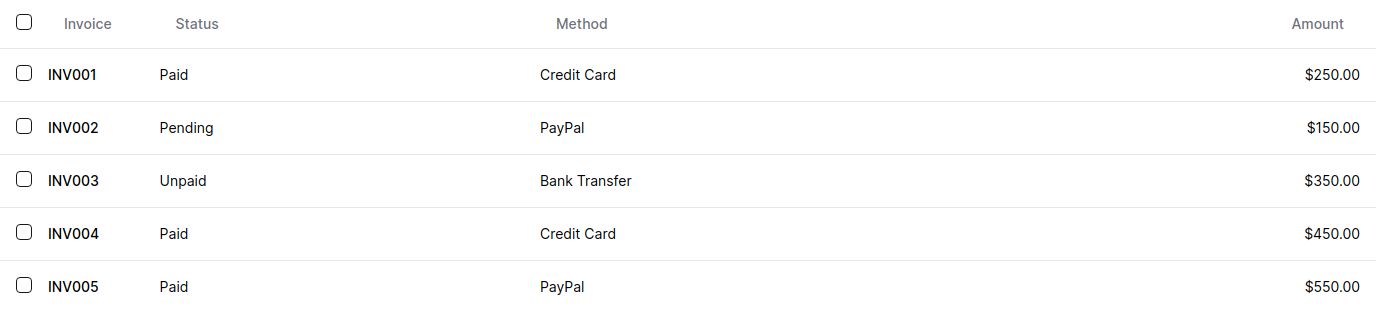 Invoice Status Method Amount
INV001 Paid Credit Card $250.00
INV002 Pending PayPal $150.00
INV003 Unpaid Bank Transfer $350.00
INV004 Paid Credit Card $450.00
INV005 Paid PayPal $550.00